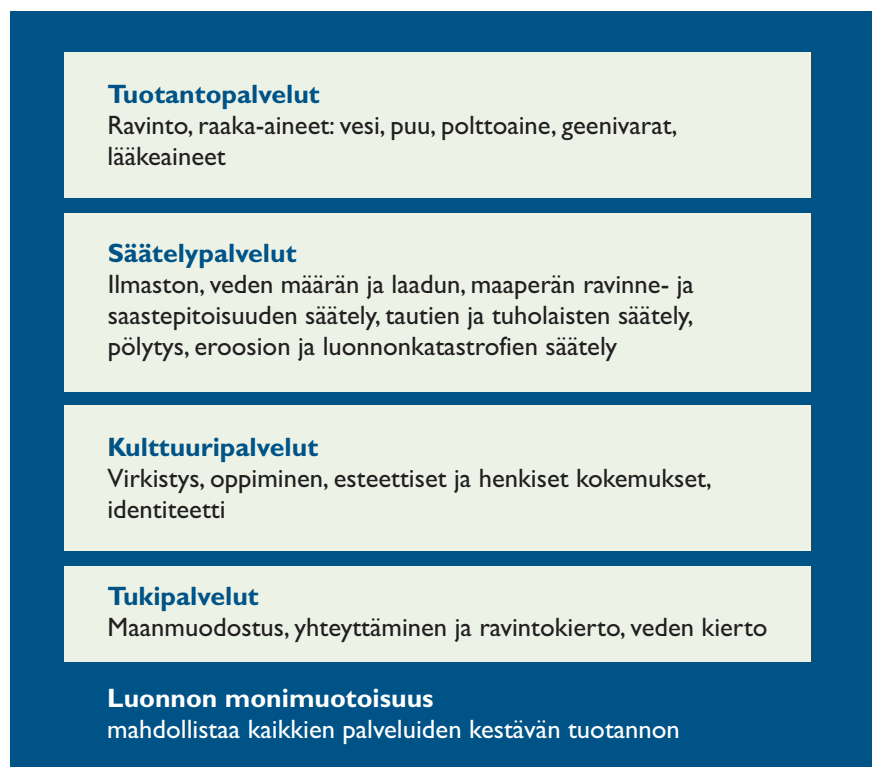 Tuotantopalvelut
Ravinto, raaka-aineet: vesi, puu, polttoaine, geenivarat,
lääkeaineet
Säätelypalvelut
Ilmaston, veden määrän ja laadun, maaperän ravinne- ja
saastepitoisuuden säätely, tautien ja tuholaisten säätely,
pölytys, eroosion ja luonnonkatastrofien säätely
Kulttuuripalvelut
Virkistys, oppiminen, esteettiset ja henkiset kokemukset,
identiteetti
Tukipalvelut
Maanmuodostus, yhteyttäminen ja ravintokierto, veden kierto
Luonnon monimuotoisuus
mahdollistaa kaikkien palveluiden kestävän tuotannon